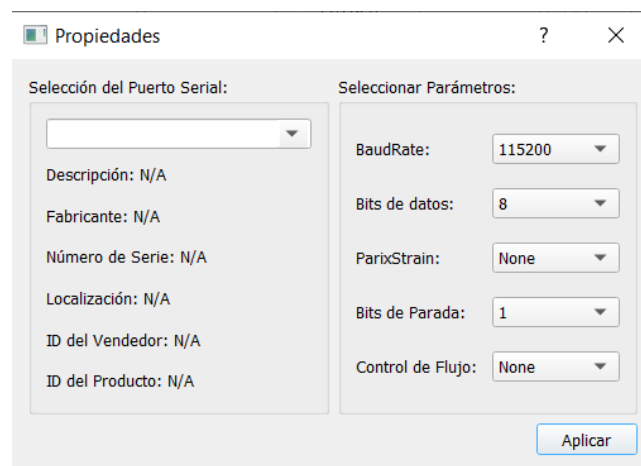 Propiedades
Selección del Puerto Serial:
Descripción: N/A
Fabricante: N/A
Número de Serie: N/A
Localización: N/A
ID del Vendedor: N/A
ID del Producto: N/A
Seleccionar Parámetros:
BaudRate: 115200
Bits de datos: 8
ParixStrain: None
Bits de Parada: 1
Control de Flujo: None
Aplicar